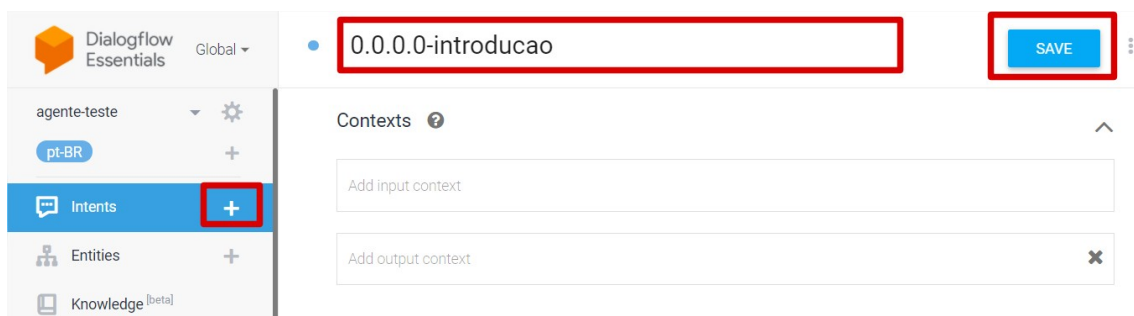 Dialogflow
Essentials
Global
0.0.0.0-introducao
SAVE
agente-teste
pt-BR
Intents
Entities
Knowledge [beta]
Contexts
Add input context
Add output context